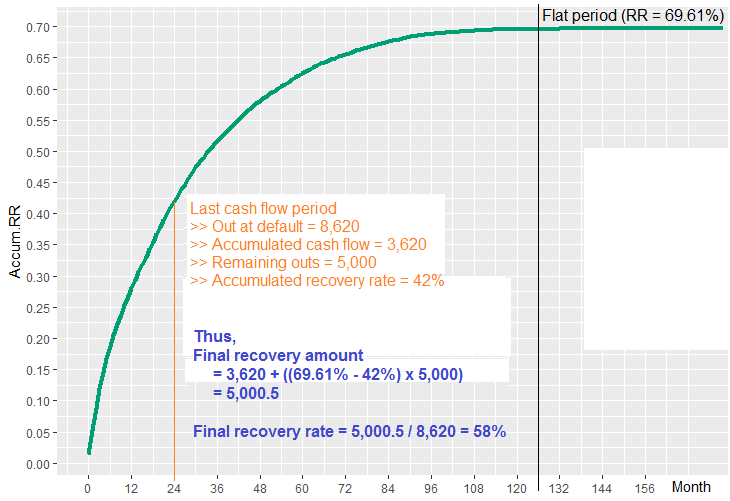 Flat period (RR = 69.61%)
0.70
0.65
0.60
0.55
0.50
0.45
0.40
0.35
0.30
0.25
0.20
0.15
0.10
0.05
0.00
Accum.RR
Last cash flow period
>> Out at default = 8,620
>> Accumulated cash flow = 3,620
>> Remaining outs = 5,000
>> Accumulated recovery rate = 42%
Thus,
Final recovery amount
= 3,620 + ((69.61% - 42%) x 5,000)
= 5,000.5
Final recovery rate = 5,000.5 / 8,620 = 58%
0 12 24 36 48 60 72 84 96 108 120 132 144 156 Month